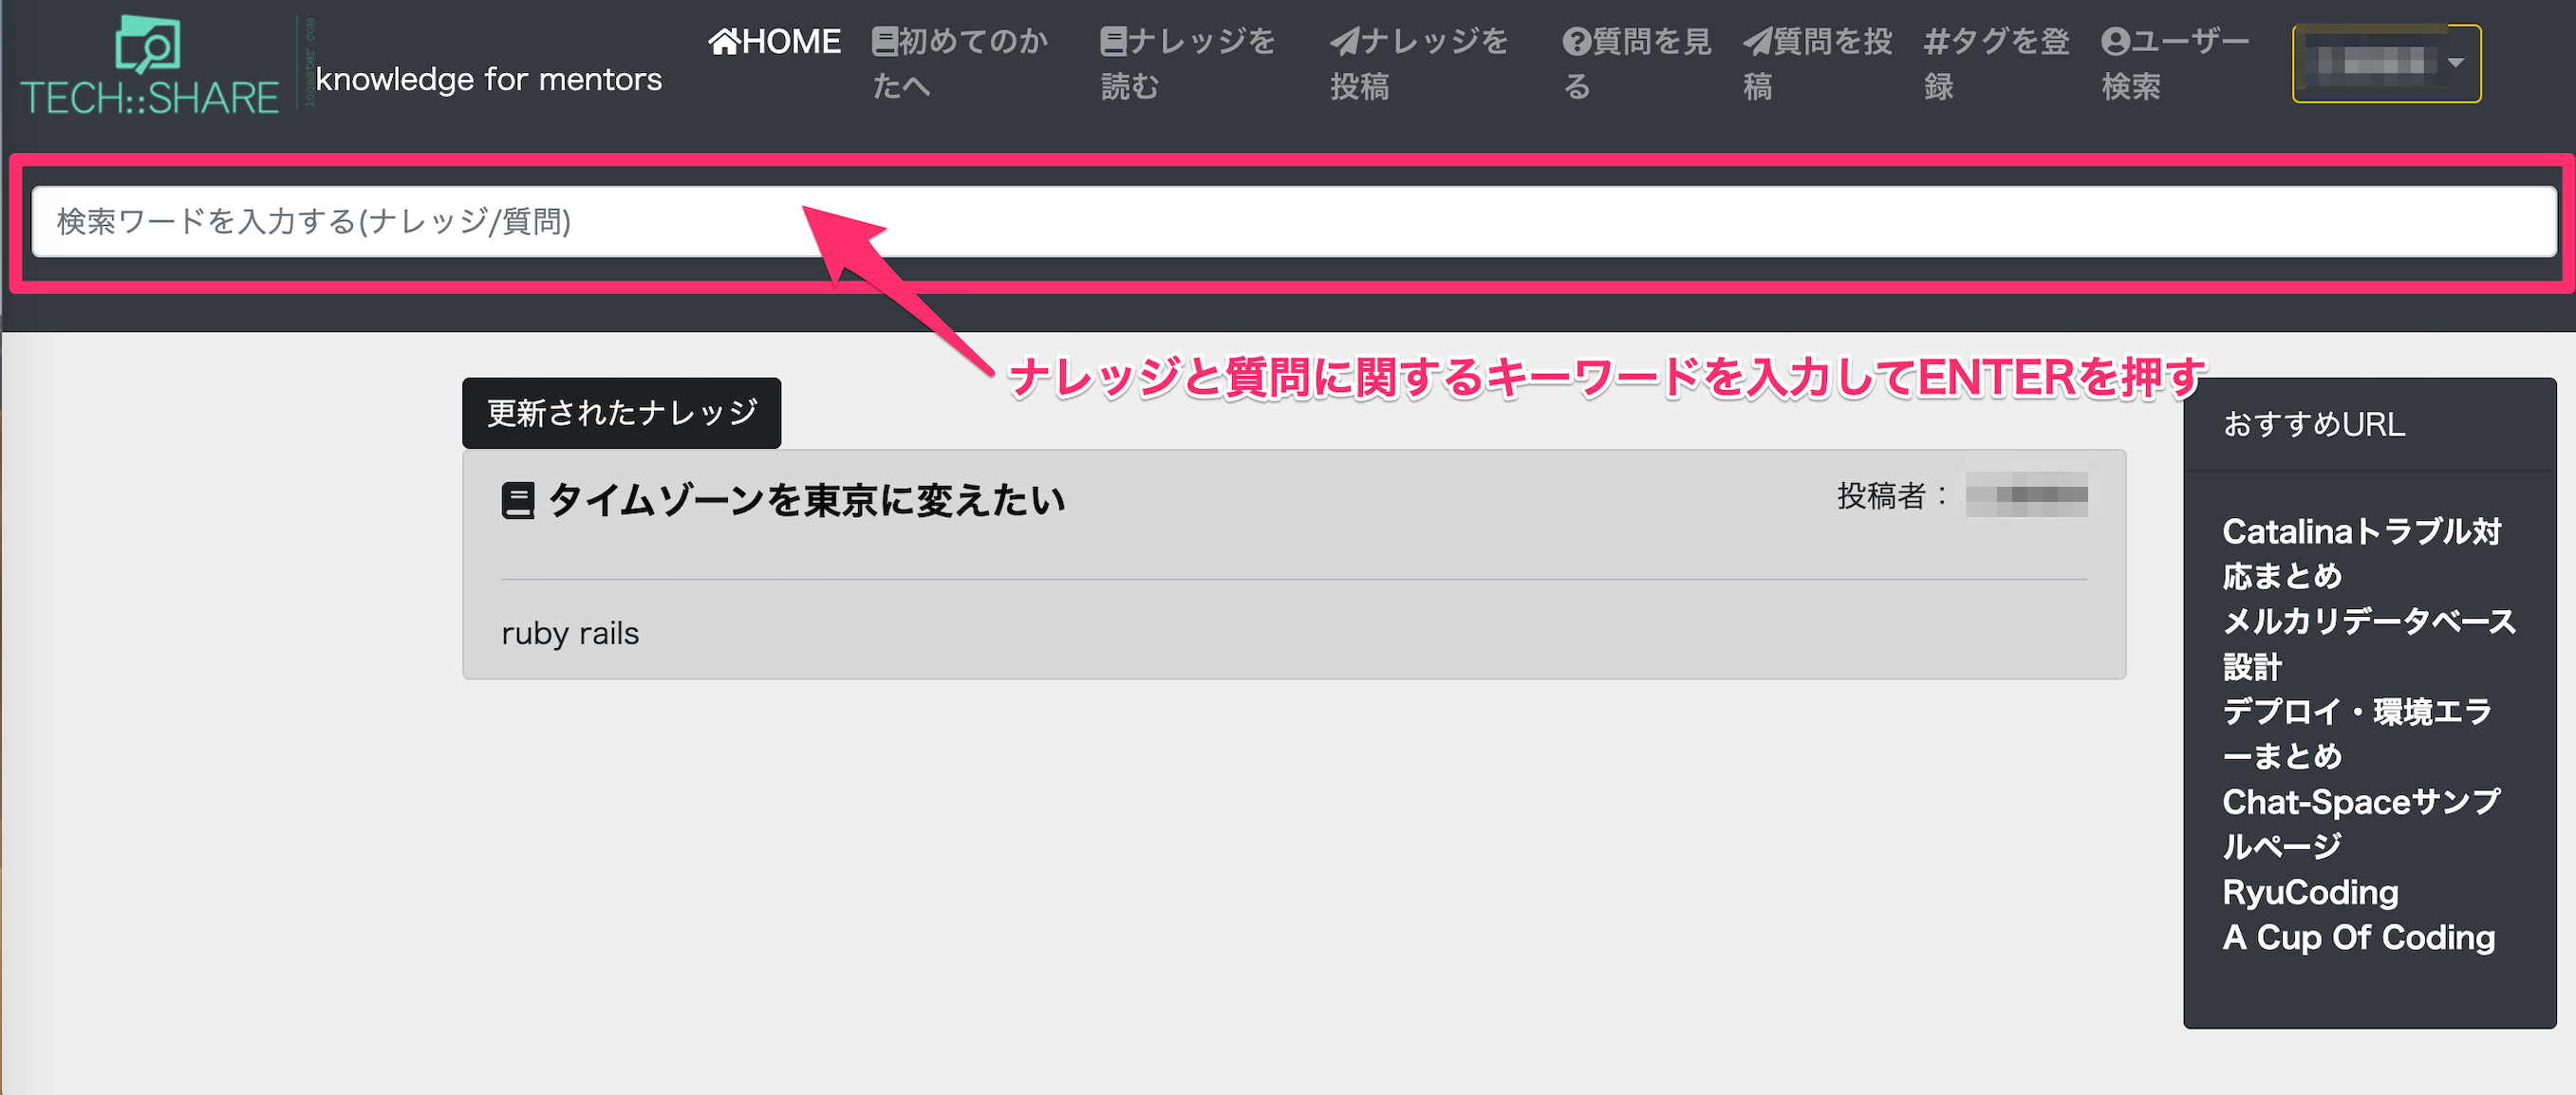 TECH::SHARE
logostar.com
knowledge for mentors
HOME
初めてのか
たへ
ナレッジを
読む
ナレッジを
投稿
質問を見
る
質問を投
稿
#タグを登
録
ユーザー
検索
検索ワードを入力する(ナレッジ/質問)
ナレッジと質問に関するキーワードを入力してENTERを押す
更新されたナレッジ
タイムゾーンを東京に変えたい
投稿者：
ruby rails
おすすめURL
Catalinaトラブル対
応まとめ
メルカリデータベース
設計
デプロイ・環境エラ
ーまとめ
Chat-Spaceサンプ
ルページ
RyuCoding
A Cup Of Coding